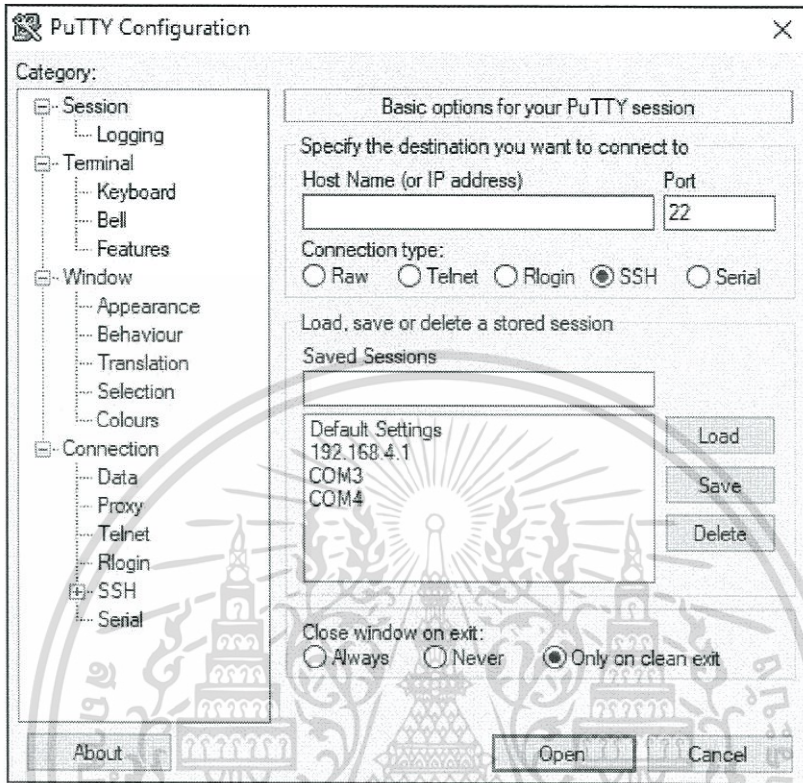 PuTTY Configuration
Category:
Session
Logging
Terminal
Keyboard
Bell
Features
Window
Appearance
Behaviour
Translation
Selection
Colours
Connection
Data
Proxy
Telnet
Rlogin
SSH
Serial
Basic options for your PuTTY session
Specify the destination you want to connect to
Host Name (or IP address) Port
22
Connection type:
Raw Telnet Rlogin SSH Serial
Load, save or delete a stored session
Saved Sessions
Default Settings
192.168.4.1
COM3
COM4
Load
Save
Delete
Close window on exit:
Always Never Only on clean exit
About Open Cancel